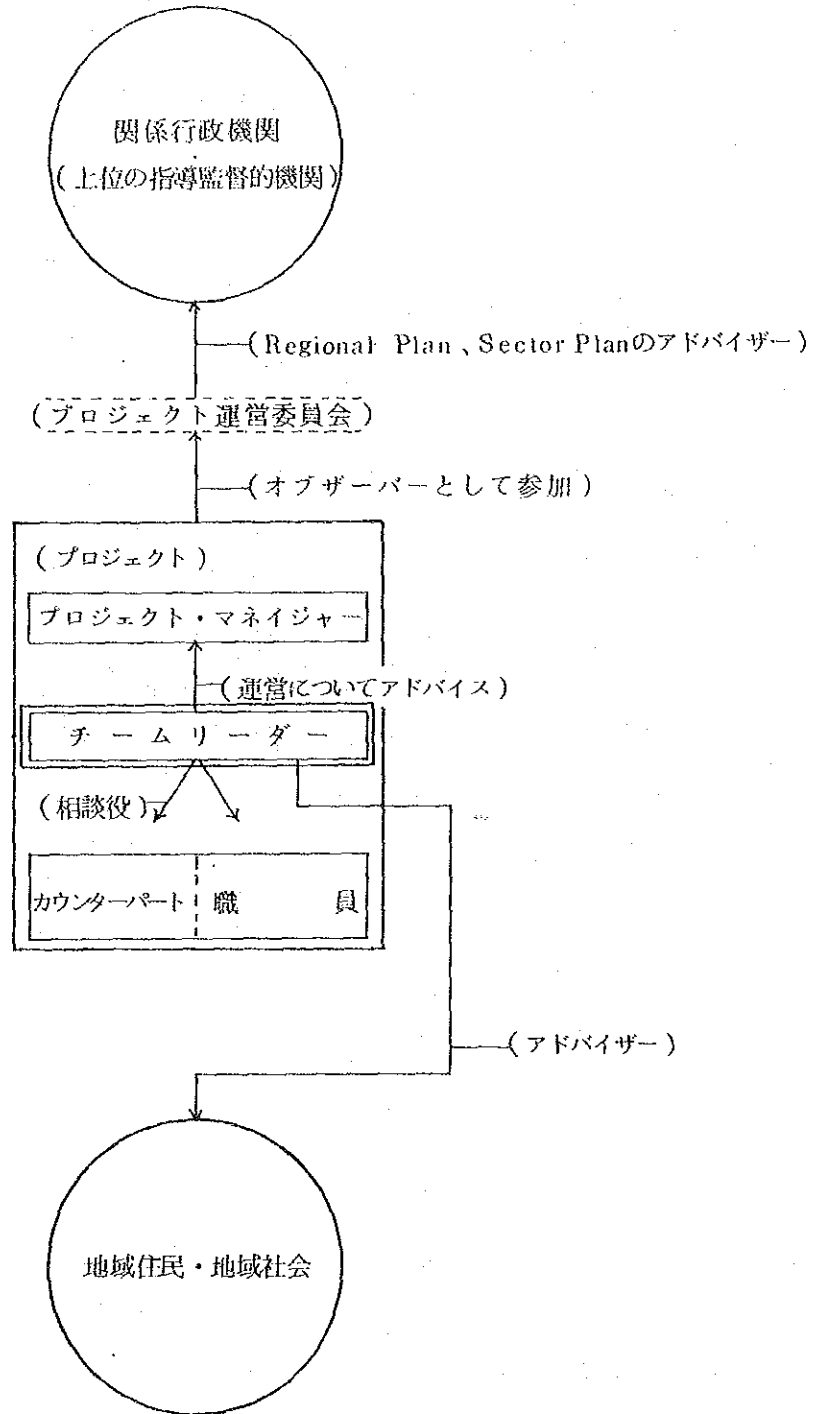 関係行政機関
(上位の指導監督的機関)
(Regional Plan、Sector Planのアドバイザー)
(プロジェクト運営委員会)
(オブザーバーとして参加)
(プロジェクト)
プロジェクト・マネイジャー
(運営についてアドバイス)
チームリーダー
(相談役)
カウンターパート 職員
(アドバイザー)
地域住民・地域社会